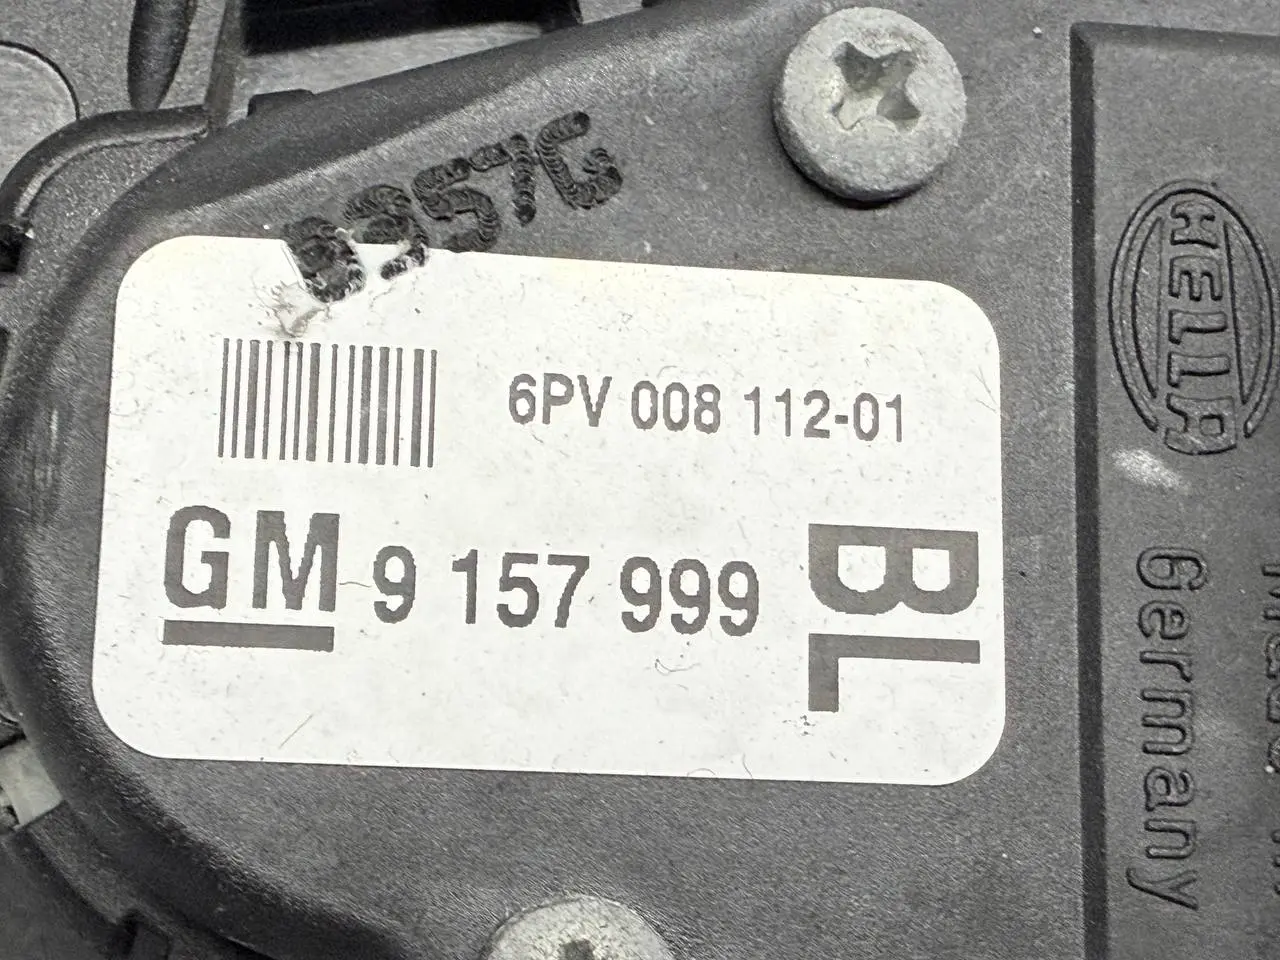 6PV 008 112-01
GM 9 157 999
BL
HELLA
Germany